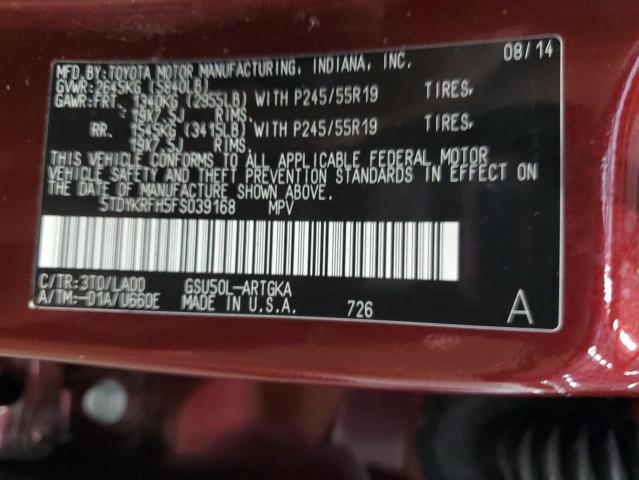 MFD.BY:TOYOTA MOTOR MANUFACTURING, INDIANA, INC. 08/14
GVWR:2645KG (5840LB)
GAWR:FRT. 1340KG (2955LB) WITH P245/55R19 TIRES,
19X7.5J RIMS.
RR. 1545KG (3415LB) WITH P245/55R19 TIRES,
19X7.5J RIMS.
THIS VEHICLE CONFORMS TO ALL APPLICABLE FEDERAL MOTOR
VEHICLE SAFETY AND THEFT PREVENTION STANDARDS IN EFFECT ON
THE DATE OF MANUFACTURE SHOWN ABOVE.
5TDYKRFH5FS039168 MPV
C/TR:3T0/LA00 GSU50L-ARTGKA
A/TM:-01A/U660E MADE IN U.S.A. 726 A